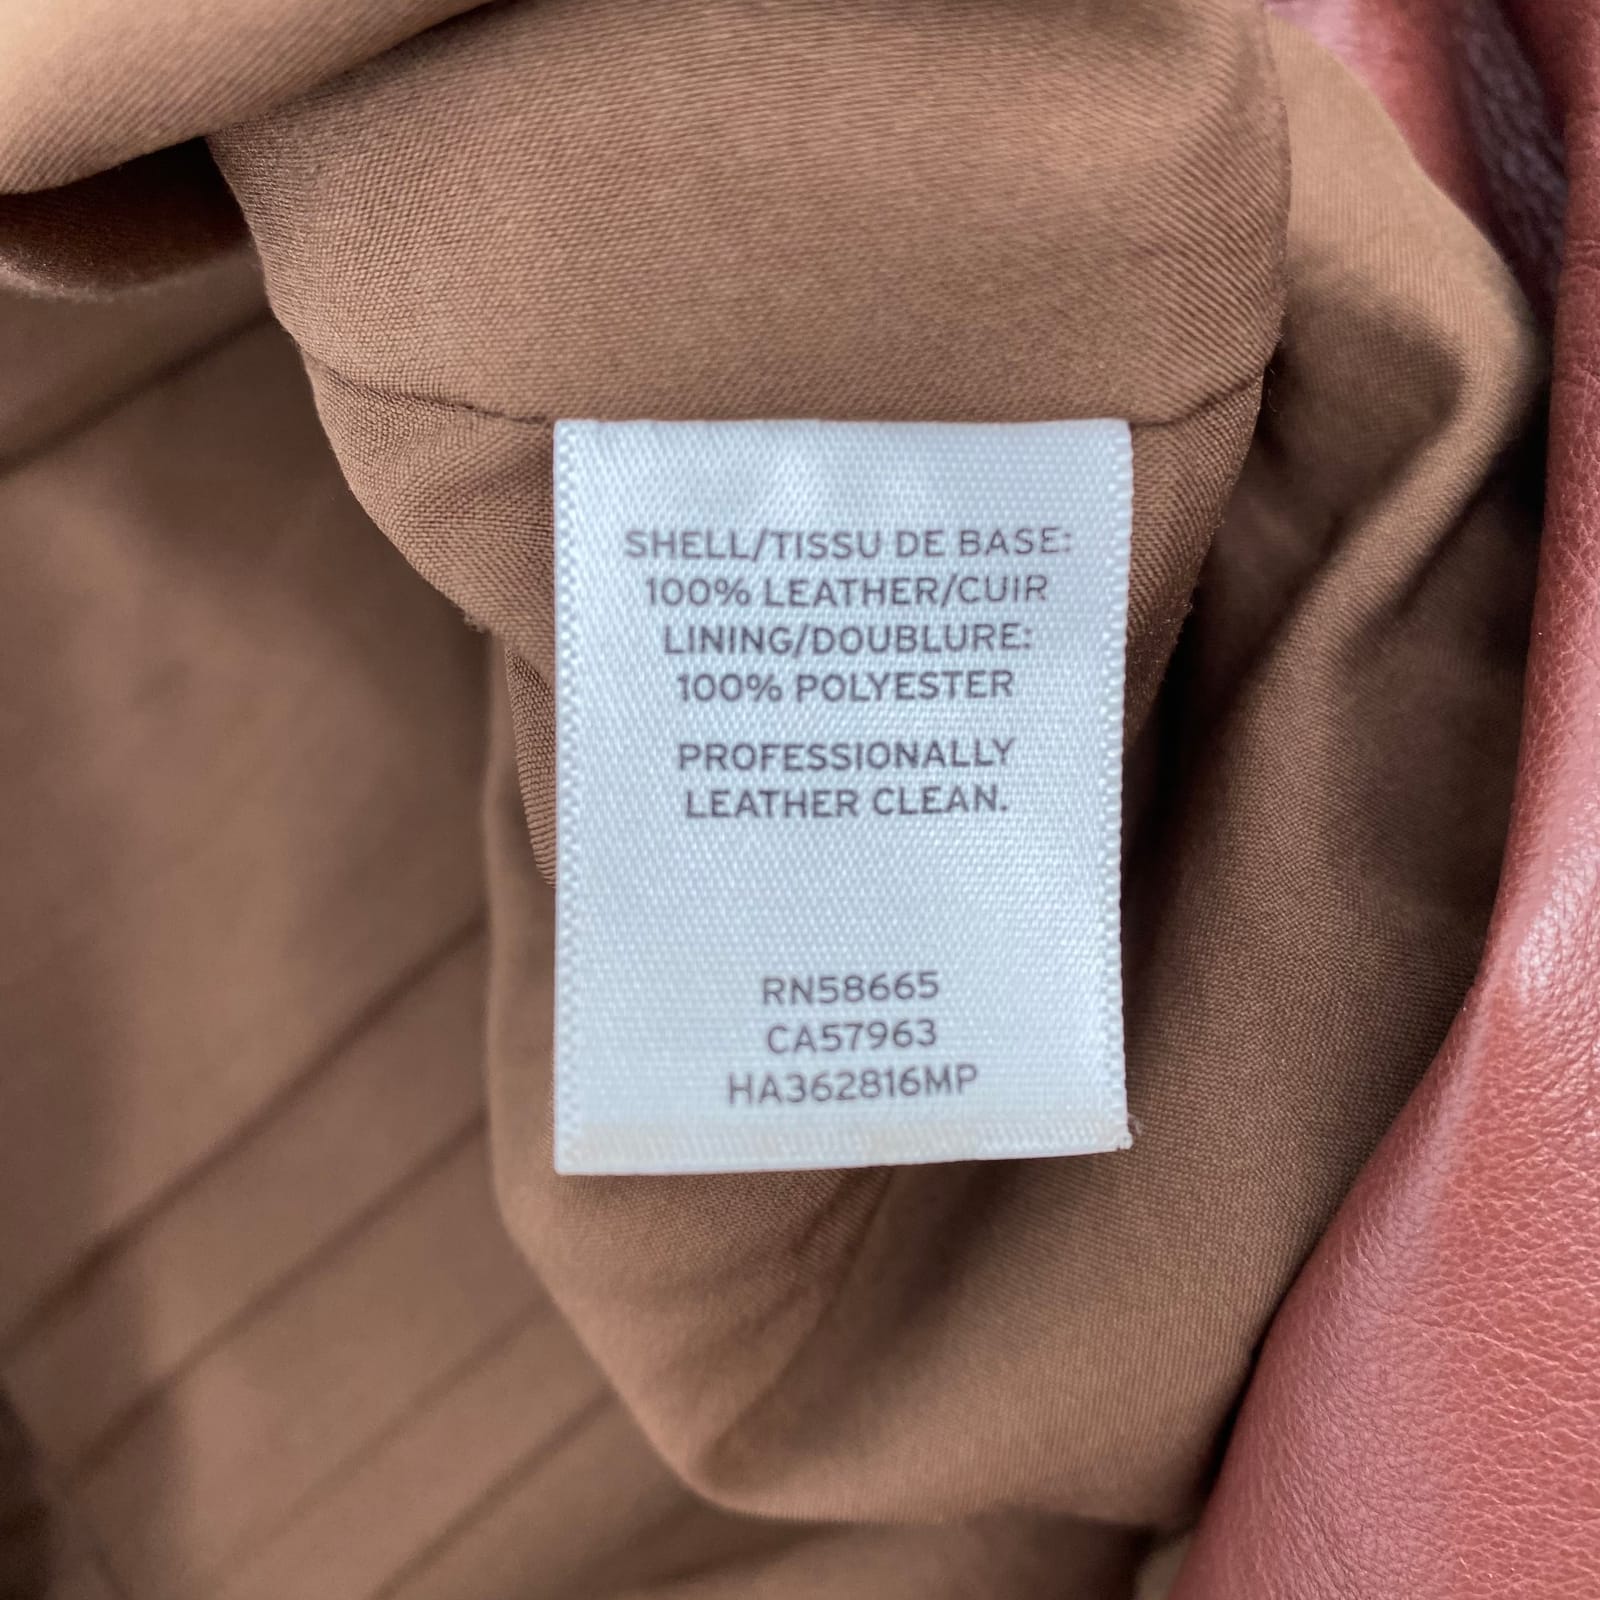 SHELL/TISSU DE BASE:
100% LEATHER/CUIR
LINING/DOUBLURE:
100% POLYESTER
PROFESSIONALLY
LEATHER CLEAN.
RN58665
CA57963
HA362816MP